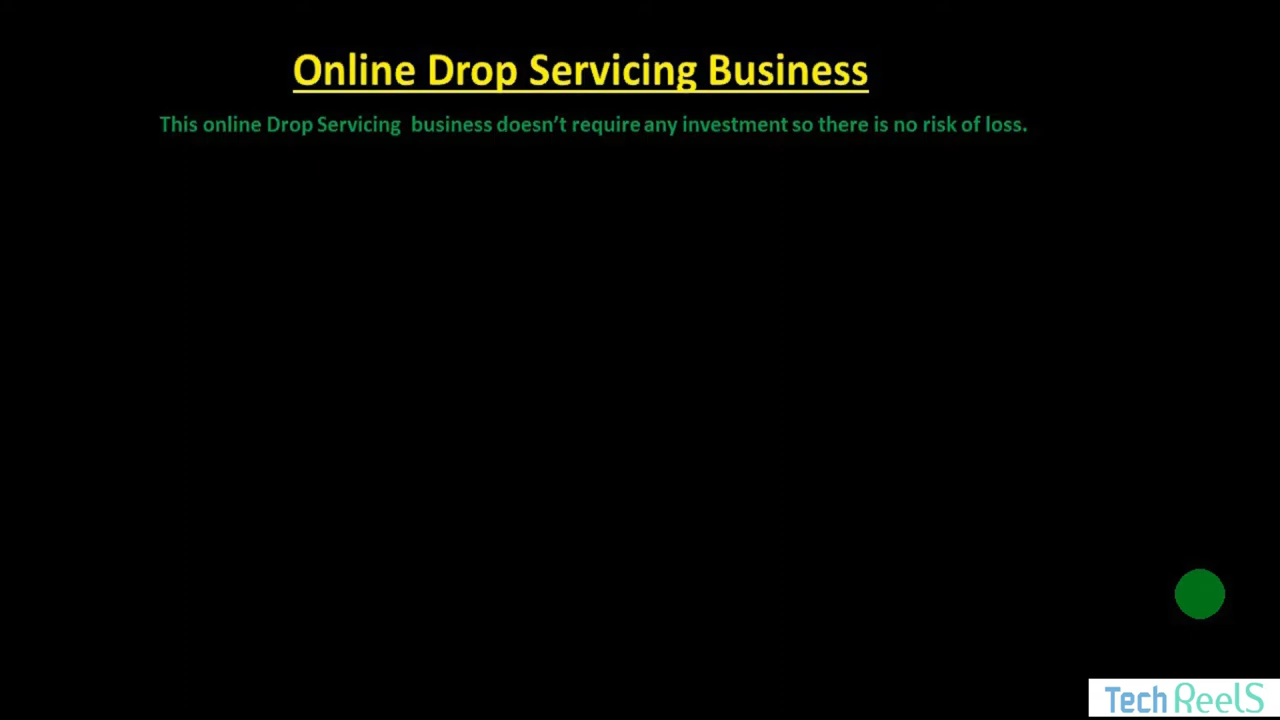 Online Drop Servicing Business
This online Drop Servicing business doesn’t require any investment so there is no risk of loss.
Tech ReelS